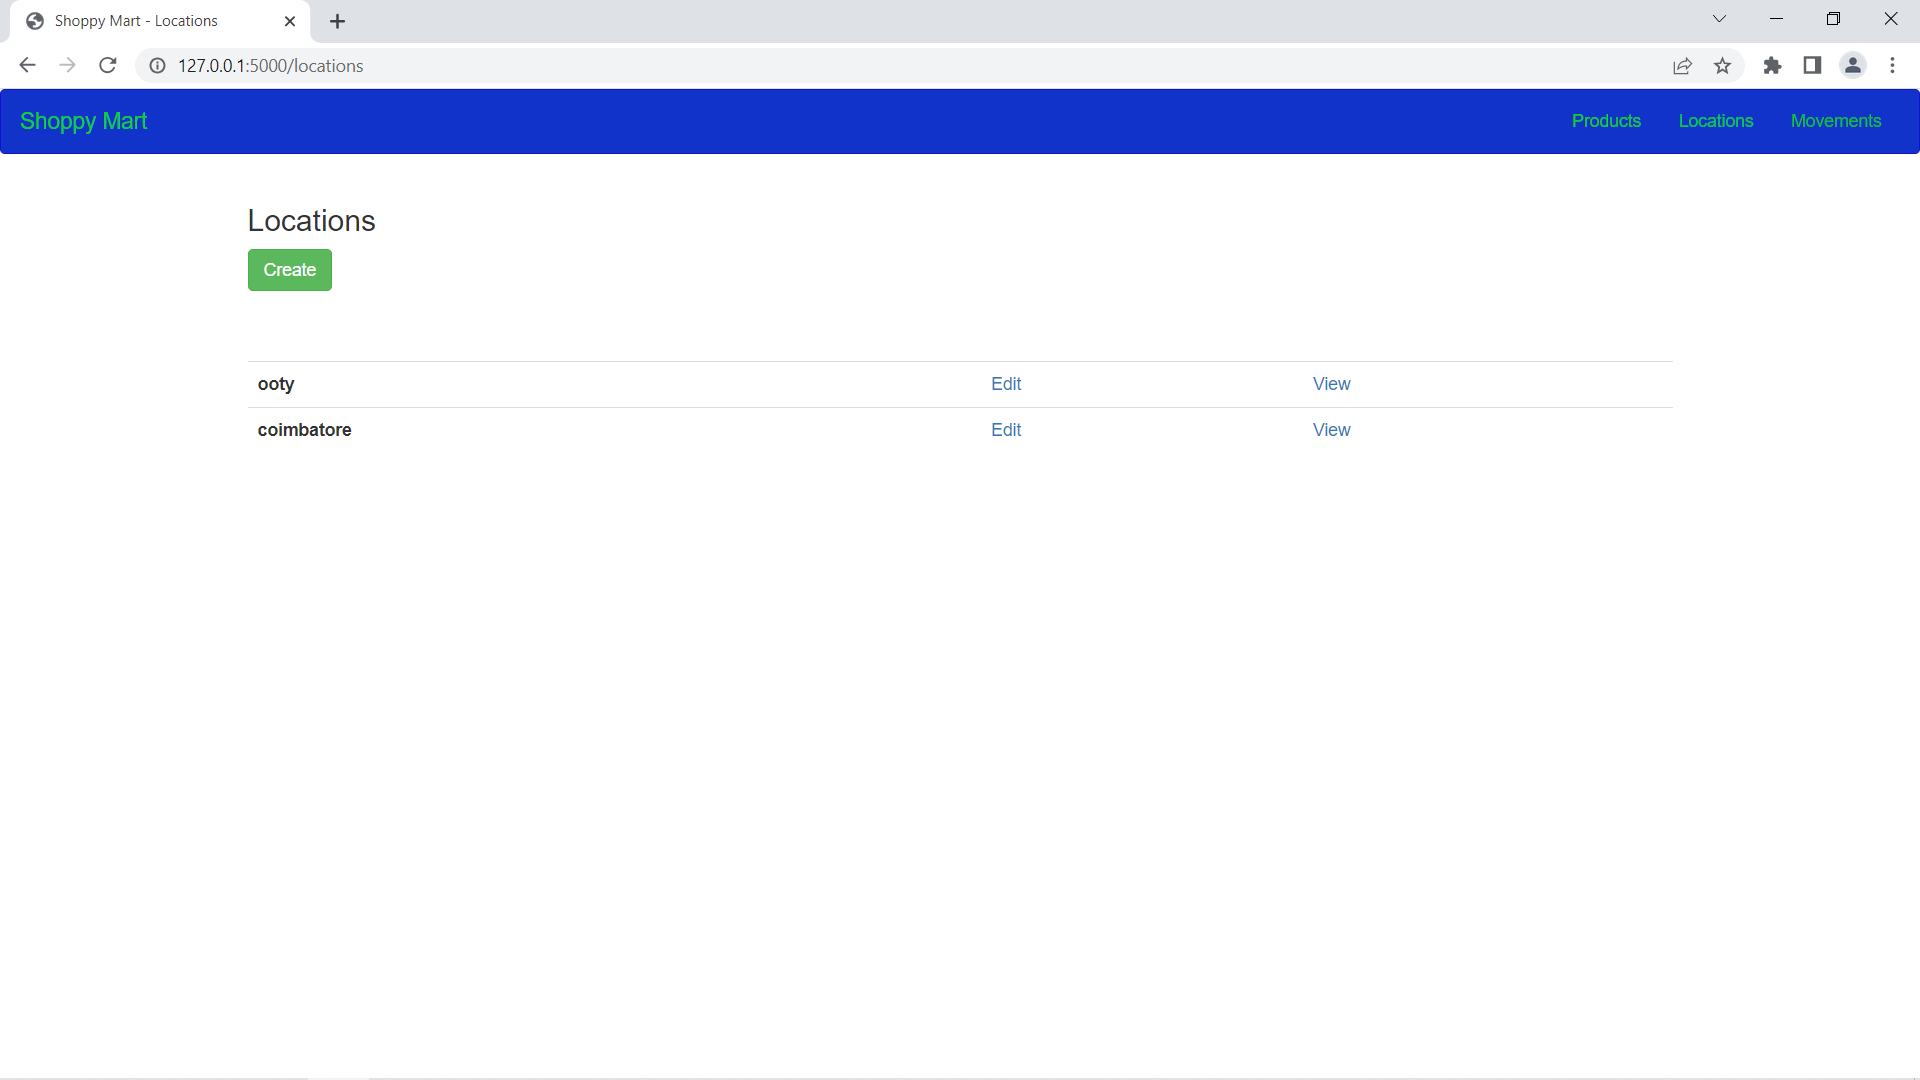 Shoppy Mart - Locations
127.0.0.1:5000/locations
Shoppy Mart Products Locations Movements
Locations
Create
ooty Edit View
coimbatore Edit View